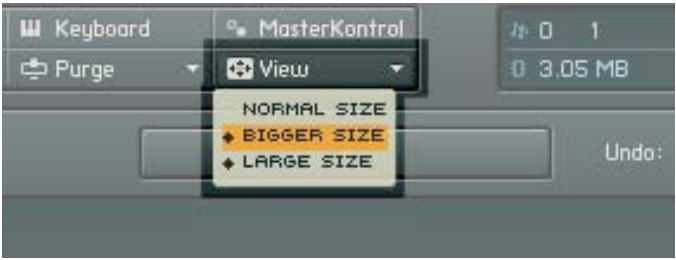 Keyboard
MasterKontrol
0 1
Purge
View
3.05 MB
NORMAL SIZE
BIGGER SIZE
LARGE SIZE
Undo: